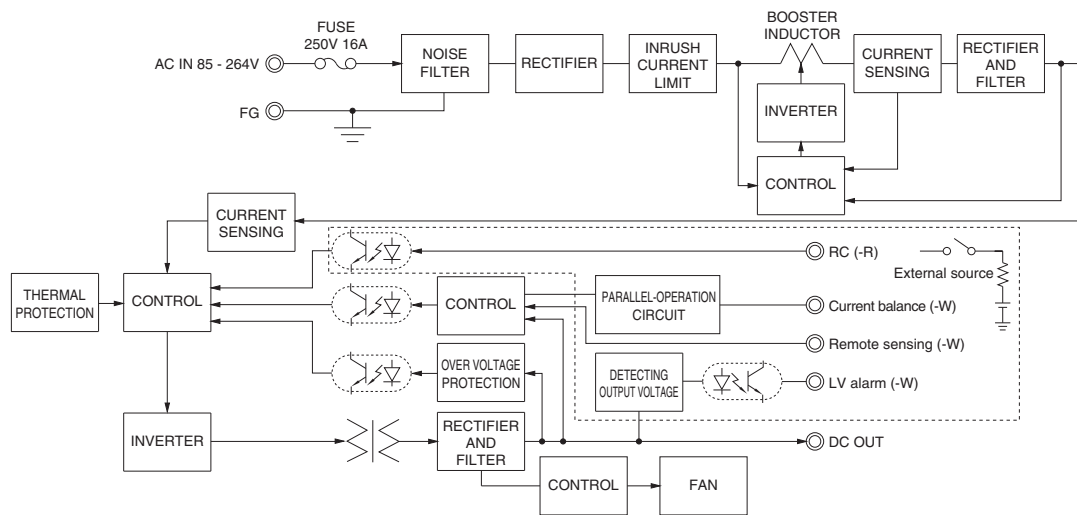 FUSE
250V 16A
AC IN 85 - 264V
NOISE
FILTER
RECTIFIER
INRUSH
CURRENT
LIMIT
BOOSTER
INDUCTOR
CURRENT
SENSING
RECTIFIER
AND
FILTER
FG
INVERTER
CONTROL
CURRENT
SENSING
RC (-R)
External source
THERMAL
PROTECTION
CONTROL
CONTROL
PARALLEL-OPERATION
CIRCUIT
Current balance (-W)
Remote sensing (-W)
OVER VOLTAGE
PROTECTION
DETECTING
OUTPUT VOLTAGE
LV alarm (-W)
INVERTER
RECTIFIER
AND
FILTER
DC OUT
CONTROL
FAN